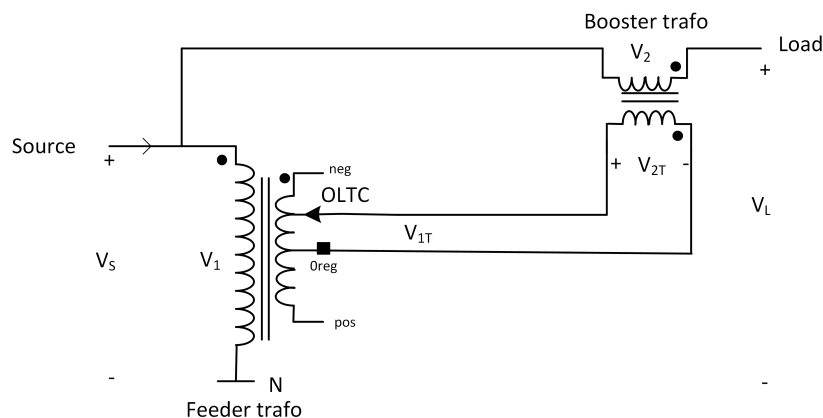 Booster trafo
V2
Load
+
Source
+
neg
OLTC
+ V2T -
V1T
VL
VS
V1
0reg
pos
-
N
-
Feeder trafo